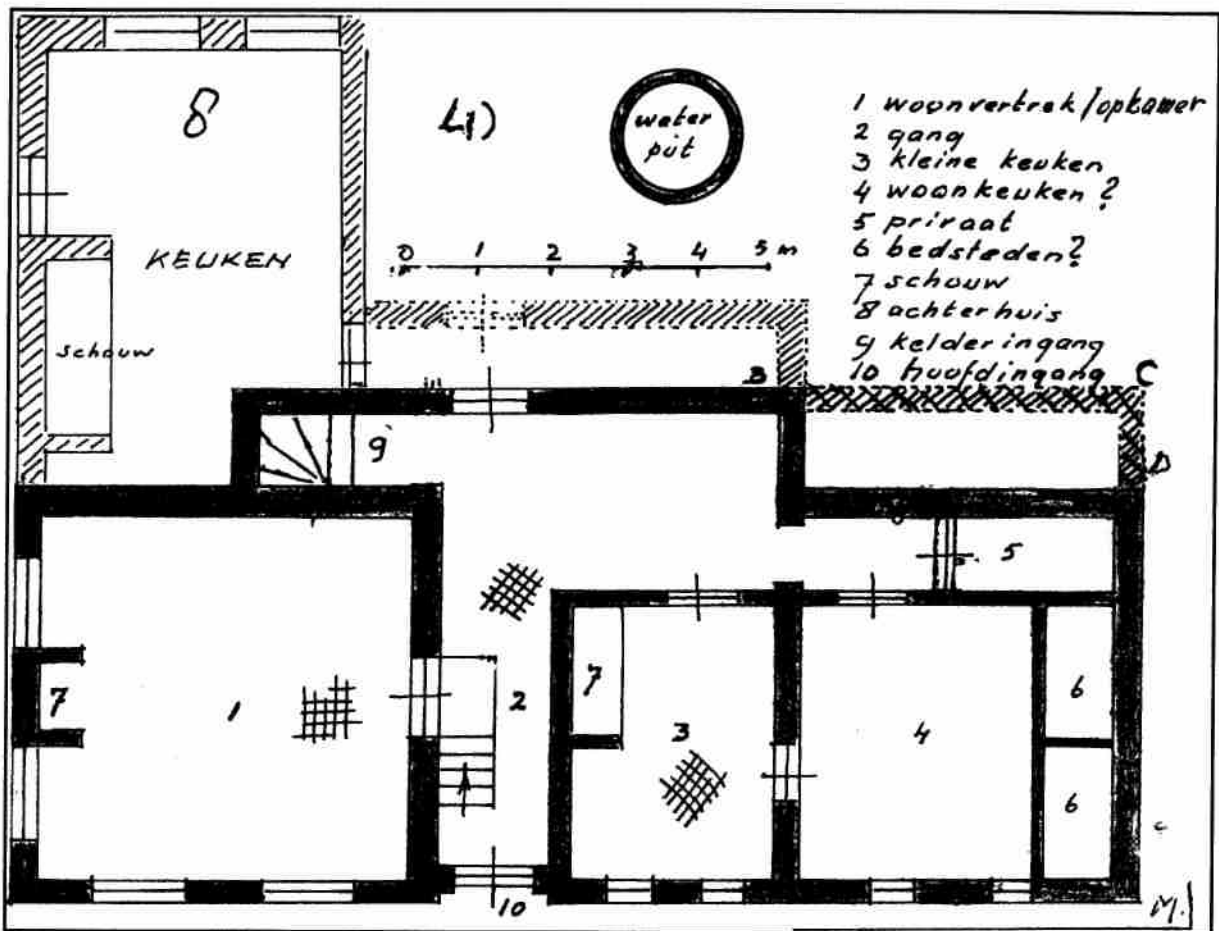 8
KEUKEN
schouw
water
put
0 1 2 3 4 5 m
1 woonvertrek/opkamer
2 gang
3 kleine keuken
4 woonkeuken?
5 privaat
6 bedsteden?
7 schouw
8 achterhuis
9 kelderingang
10 hoofdingang
B
C
D
9
5
7
1
2
7
3
4
6
6
10
M.